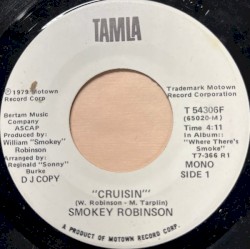 TAMLA
℗ 1979 Motown
Record Corp
Trademark Motown
Record Corp.
Bertam Music Company
ASCAP
Produced by:
William "Smokey"
Robinson
Arranged by:
Reginald "Sonny"
Burke
D J COPY
T 54306F
(65020-M)
Time: 4:11
In Album::
"Where There's
Smoke"
T7-366 R1
MONO
SIDE 1
"CRUISIN'"
(W. Robinson - M. Tarplin)
SMOKEY ROBINSON
A PRODUCT OF MOTOWN RECORD CORP.